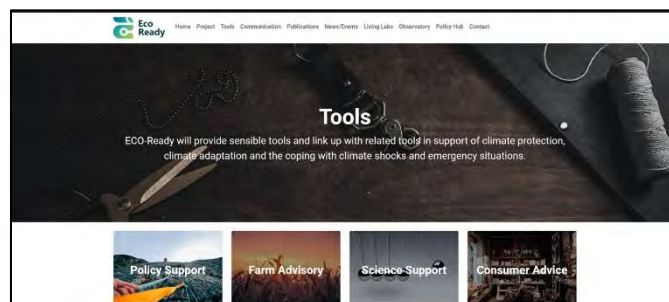 Eco
Ready
Home Project Tools Communication Publications News/Events Living Labs Observatory Policy Hub Contact
Tools
ECO-Ready will provide sensible tools and link up with related tools in support of climate protection,
climate adaptation and the coping with climate shocks and emergency situations.
Policy Support Farm Advisory Science Support Consumer Advice